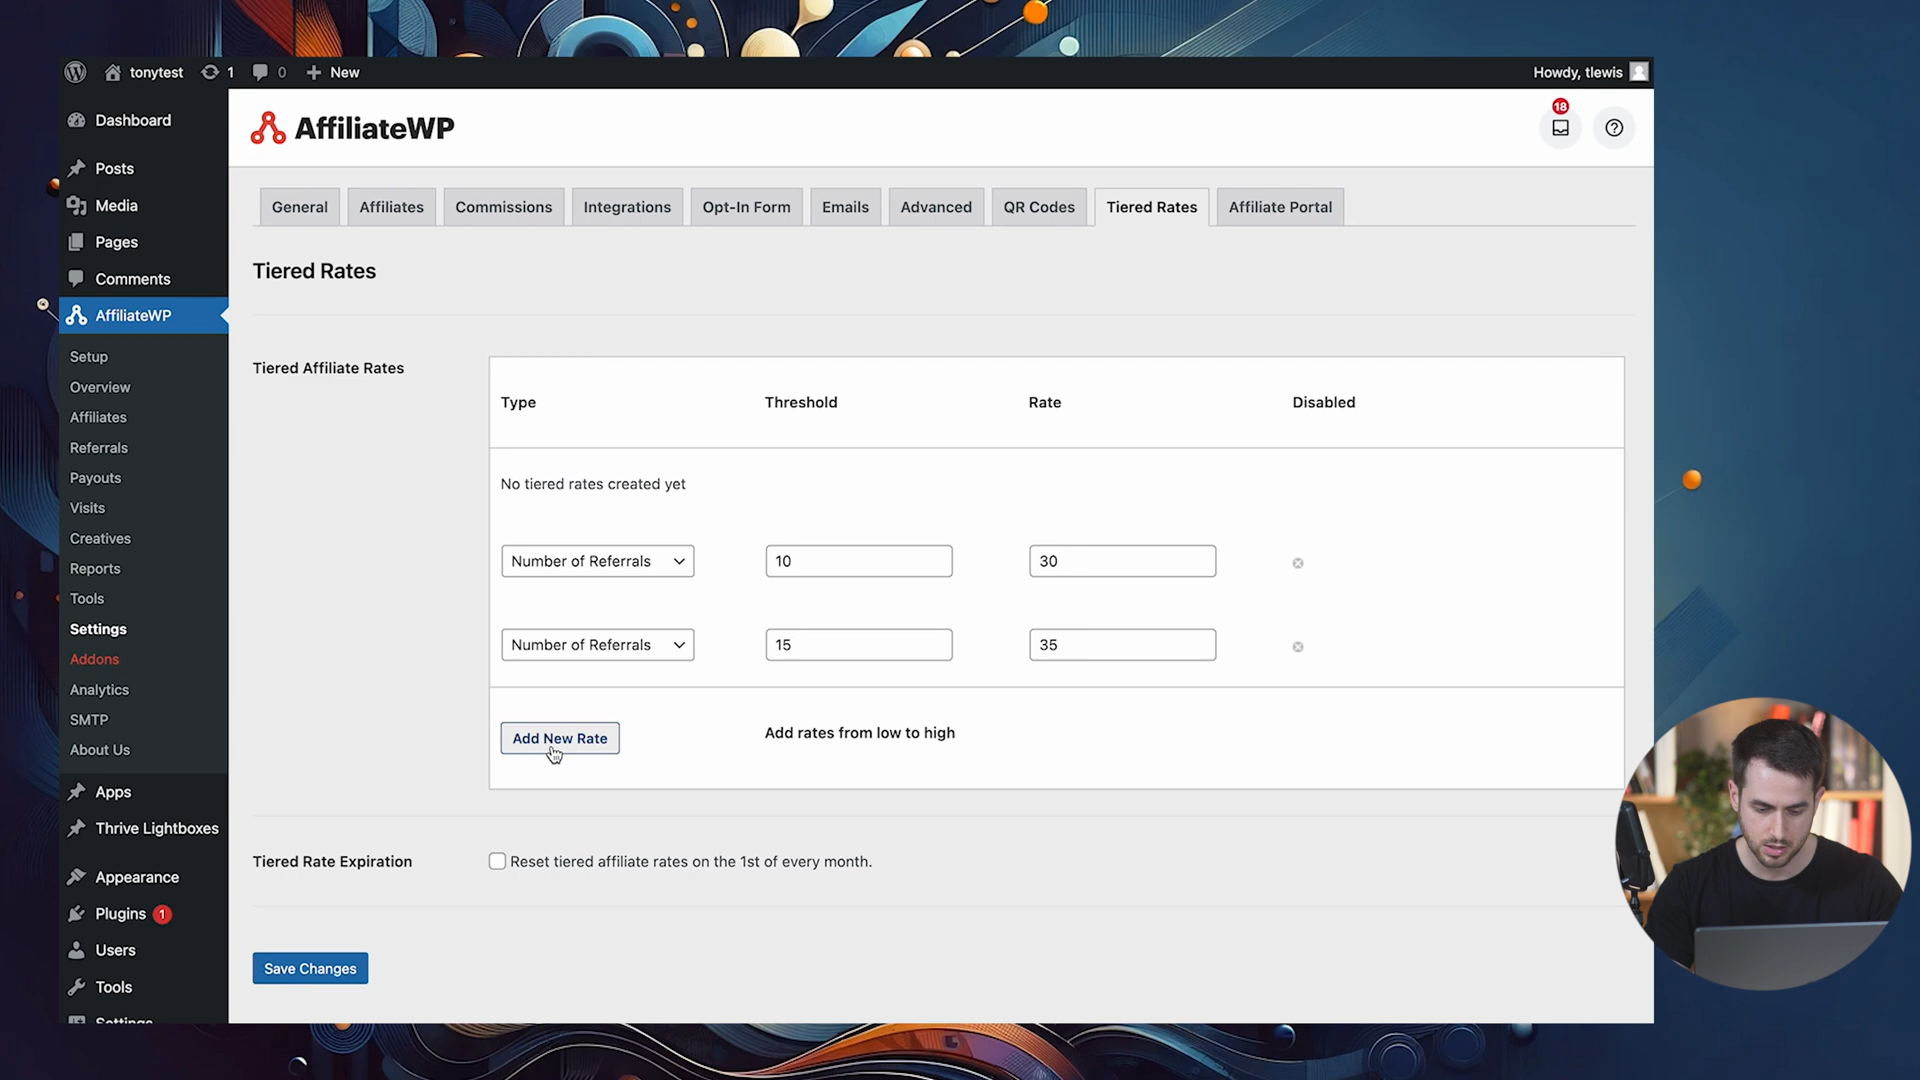 tonytest 1 0 New
Howdy, tlewis
Dashboard
Posts
Media
Pages
Comments
AffiliateWP
Setup
Overview
Affiliates
Referrals
Payouts
Visits
Creatives
Reports
Tools
Settings
Addons
Analytics
SMTP
About Us
Apps
Thrive Lightboxes
Appearance
Plugins 1
Users
Tools
Settings
AffiliateWP
18
General Affiliates Commissions Integrations Opt-In Form Emails Advanced QR Codes Tiered Rates Affiliate Portal
Tiered Rates
Tiered Affiliate Rates
Type Threshold Rate Disabled
No tiered rates created yet
Number of Referrals 10 30
Number of Referrals 15 35
Add New Rate Add rates from low to high
Tiered Rate Expiration Reset tiered affiliate rates on the 1st of every month.
Save Changes